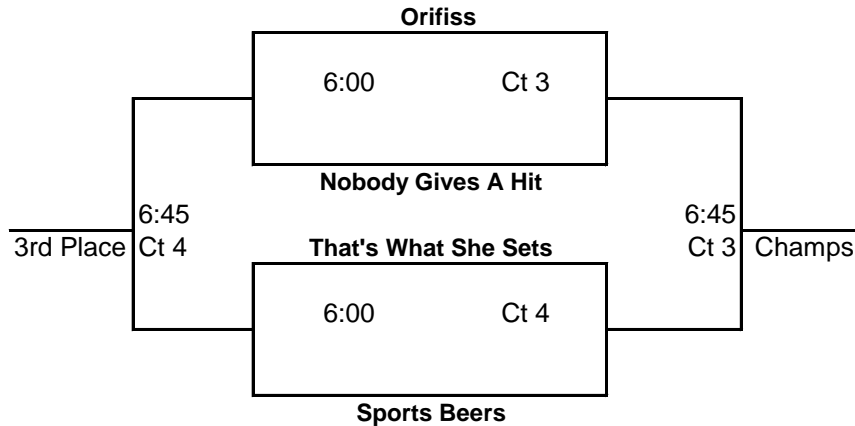 Orifiss
6:00 Ct 3
Nobody Gives A Hit
6:45 6:45
3rd Place Ct 4 That's What She Sets Ct 3 Champs
6:00 Ct 4
Sports Beers